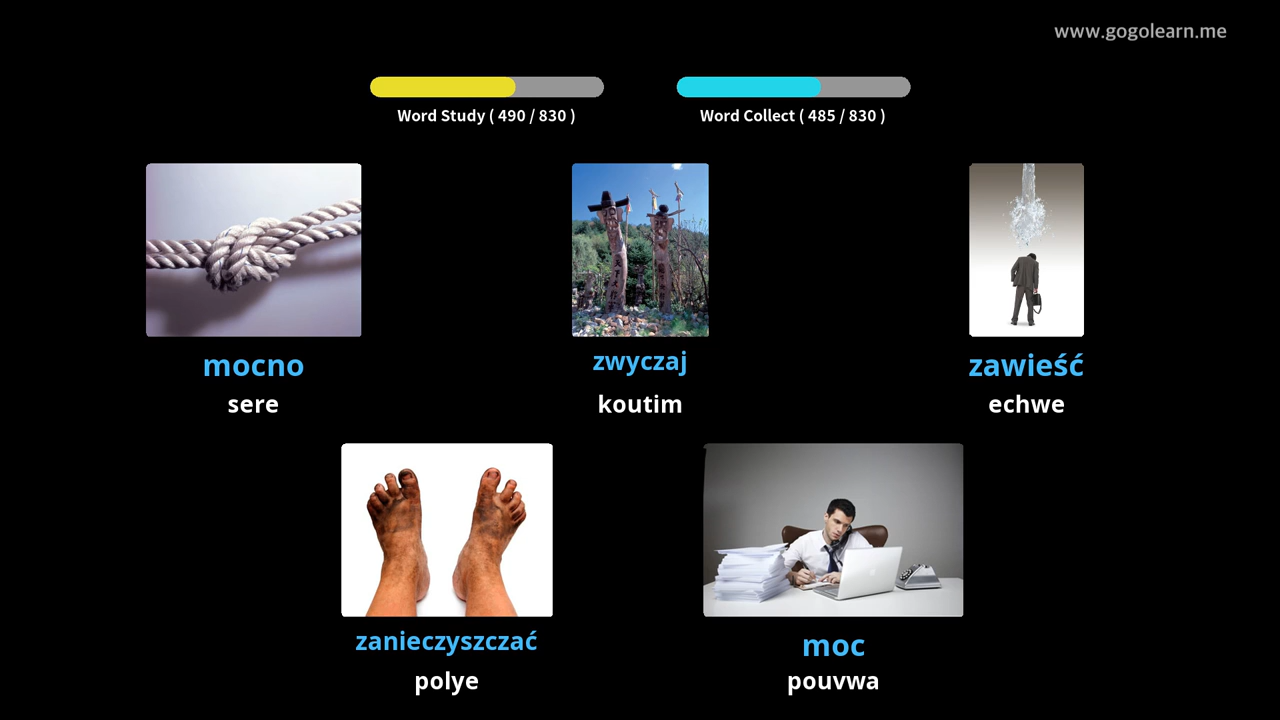 www.gogolearn.me
Word Study ( 490 / 830 )
Word Collect ( 485 / 830 )
mocno
sere
zwyczaj
koutim
zawieść
echwe
zanieczyszczać
polye
moc
pouvwa